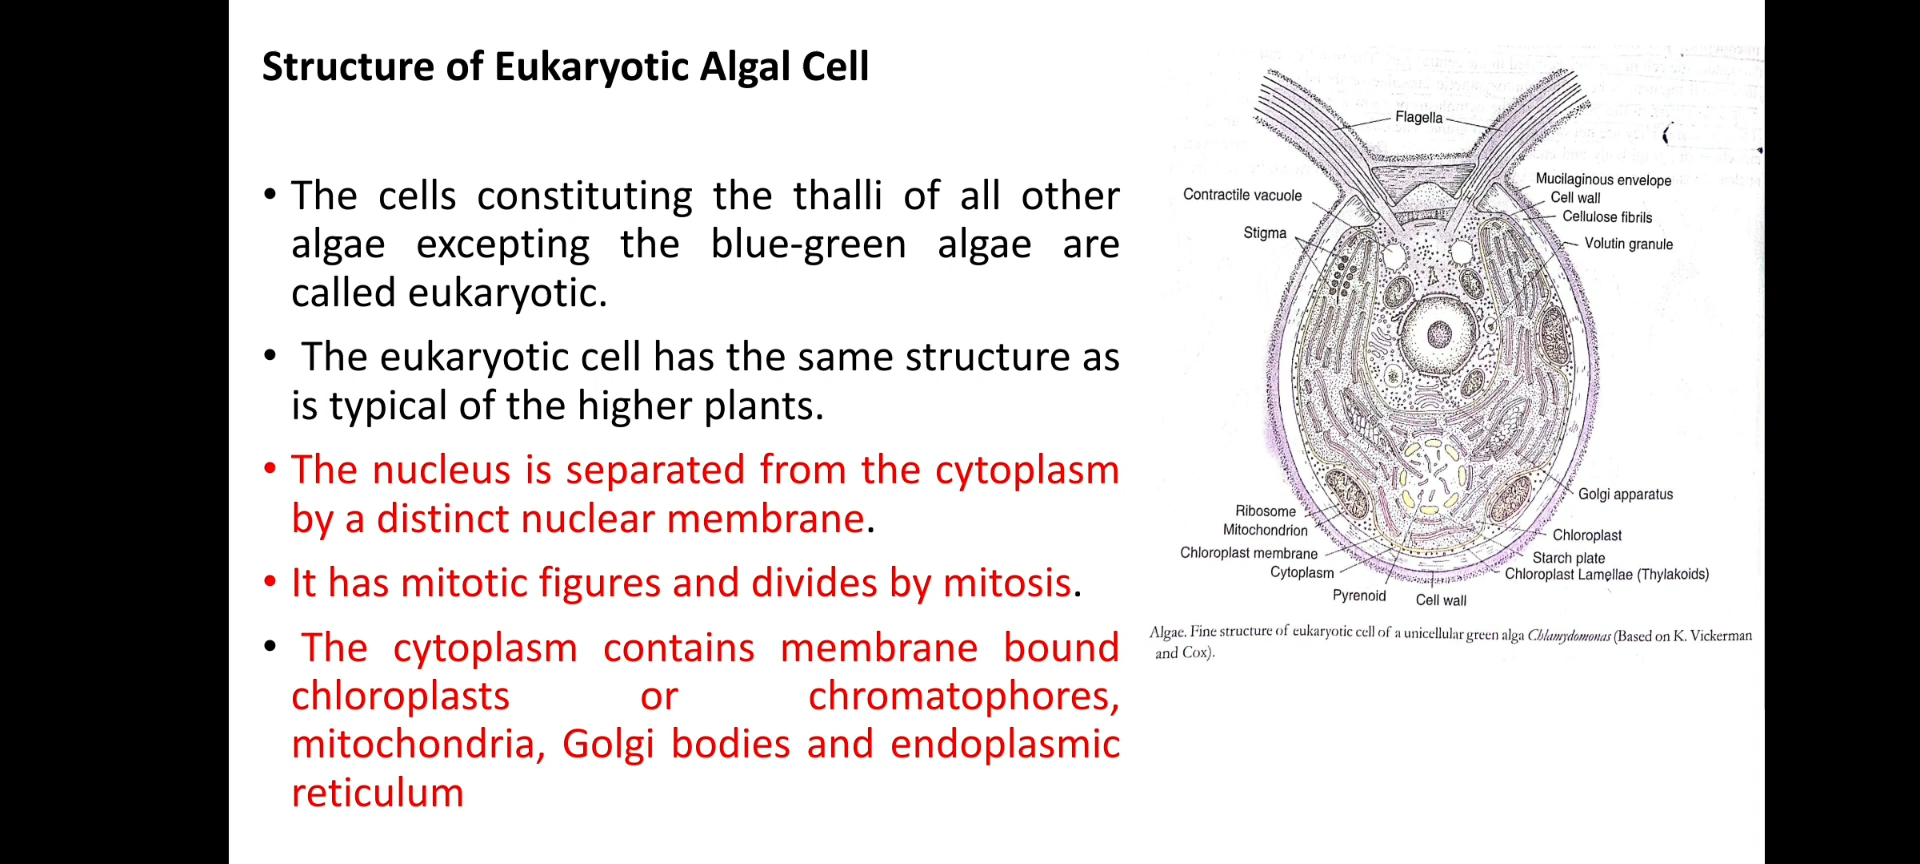 Structure of Eukaryotic Algal Cell
• The cells constituting the thalli of all other
algae excepting the blue-green algae are
called eukaryotic.
• The eukaryotic cell has the same structure as
is typical of the higher plants.
• The nucleus is separated from the cytoplasm
by a distinct nuclear membrane.
• It has mitotic figures and divides by mitosis.
• The cytoplasm contains membrane bound
chloroplasts or chromatophores,
mitochondria, Golgi bodies and endoplasmic
reticulum
Flagella
Contractile vacuole
Stigma
Mucilaginous envelope
Cell wall
Cellulose fibrils
Volutin granule
Ribosome
Mitochondrion
Chloroplast membrane
Cytoplasm
Pyrenoid
Cell wall
Golgi apparatus
Chloroplast
Starch plate
Chloroplast Lamellae (Thylakoids)
Algae. Fine structure of eukaryotic cell of a unicellular green alga Chlamydomonas (Based on K. Vickerman
and Cox).